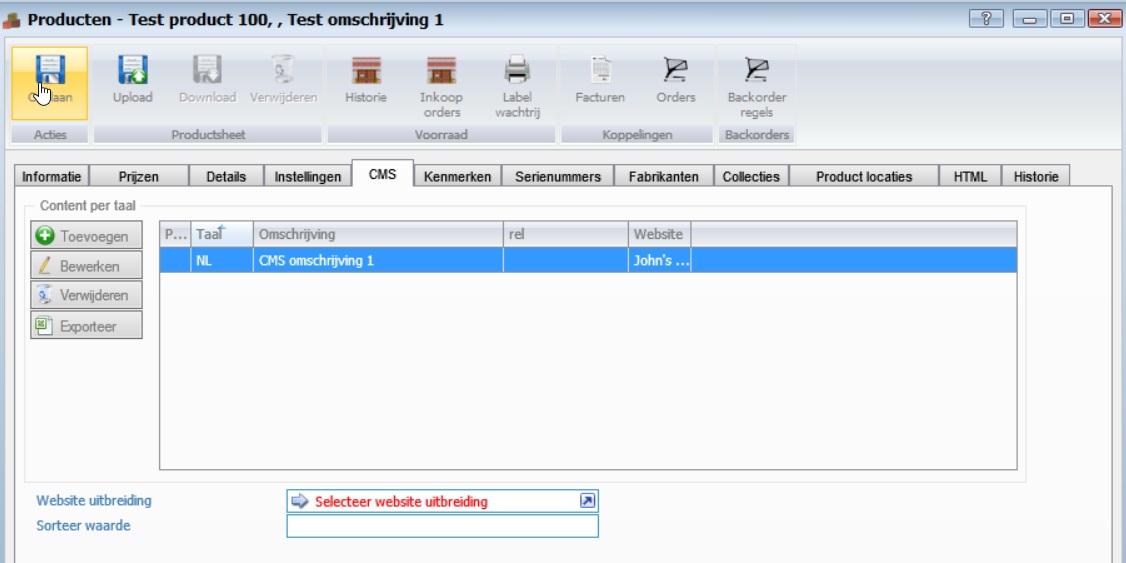 Producten - Test product 100, , Test omschrijving 1
?
Upload
Download
Verwijderen
Historie
Inkoop
orders
Label
wachtrij
Facturen
Orders
Backorder
regels
Acties
Productsheet
Voorraad
Koppelingen
Backorders
Informatie
Prijzen
Details
Instellingen
CMS
Kenmerken
Serienummers
Fabrikanten
Collecties
Product locaties
HTML
Historie
Content per taal
Toevoegen
Bewerken
Verwijderen
Exporteer
P...
Taal
Omschrijving
rel
Website
NL
CMS omschrijving 1
John's ...
Website uitbreiding
Selecteer website uitbreiding
Sorteer waarde